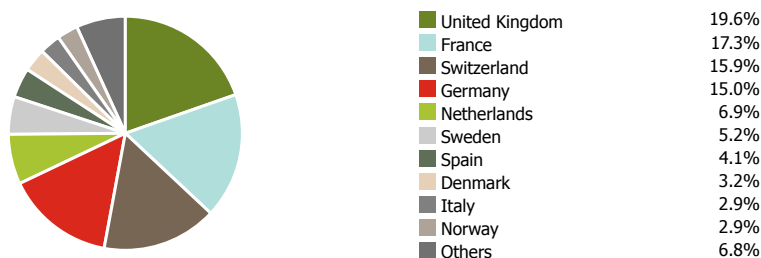 United Kingdom 19.6%
France 17.3%
Switzerland 15.9%
Germany 15.0%
Netherlands 6.9%
Sweden 5.2%
Spain 4.1%
Denmark 3.2%
Italy 2.9%
Norway 2.9%
Others 6.8%